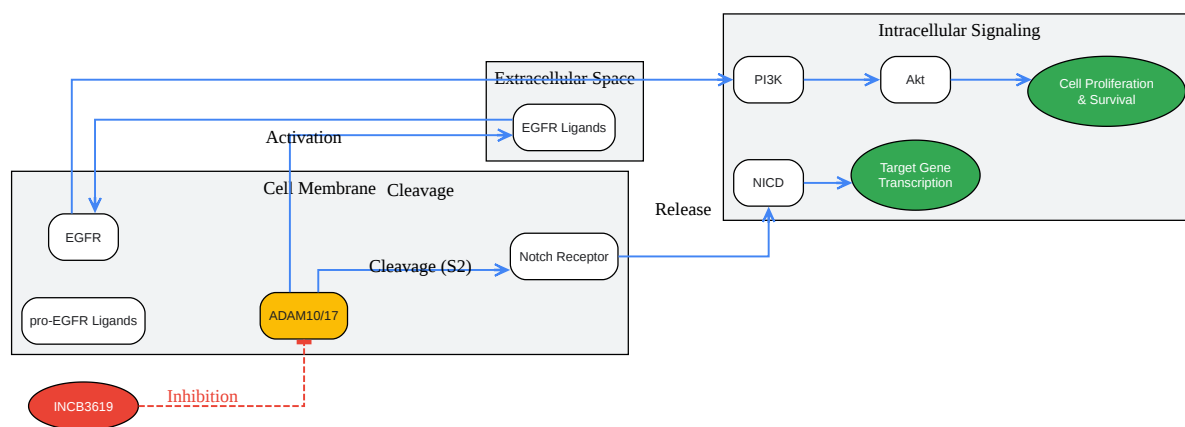 Intracellular Signaling
Extracellular Space
PI3K
Akt
Cell Proliferation
& Survival
EGFR Ligands
Activation
Cell Membrane
Cleavage
NICD
Target Gene
Transcription
Release
EGFR
Notch Receptor
Cleavage (S2)
pro-EGFR Ligands
ADAM10/17
Inhibition
INCB3619